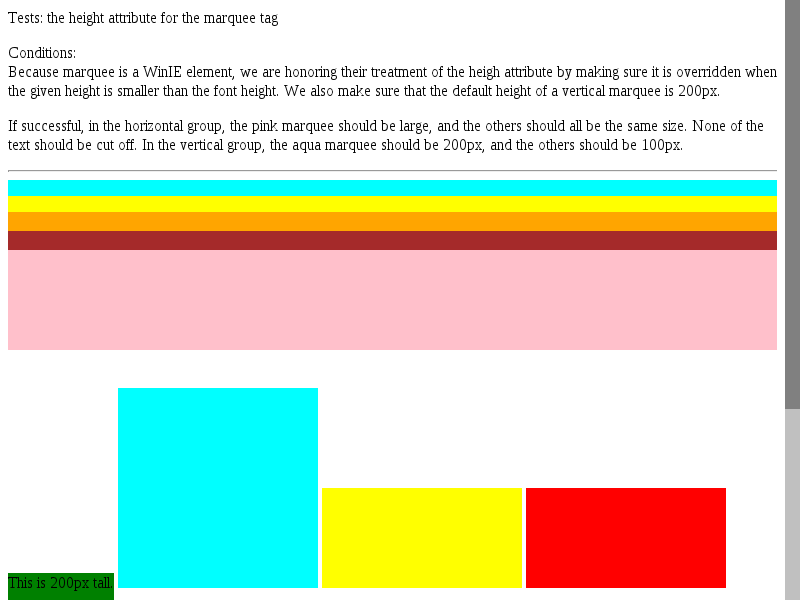 Tests: the height attribute for the marquee tag
Conditions:
Because marquee is a WinIE element, we are honoring their treatment of the heigh attribute by making sure it is overridden when
the given height is smaller than the font height. We also make sure that the default height of a vertical marquee is 200px.
If successful, in the horizontal group, the pink marquee should be large, and the others should all be the same size. None of the
text should be cut off. In the vertical group, the aqua marquee should be 200px, and the others should be 100px.
This is 200px tall.